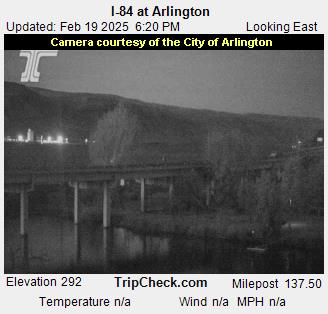 I-84 at Arlington
Updated: Feb 19 2025 6:20 PM Looking East
Camera courtesy of the City of Arlington
Elevation 292 TripCheck.com Milepost 137.50
Temperature n/a Wind n/a MPH n/a